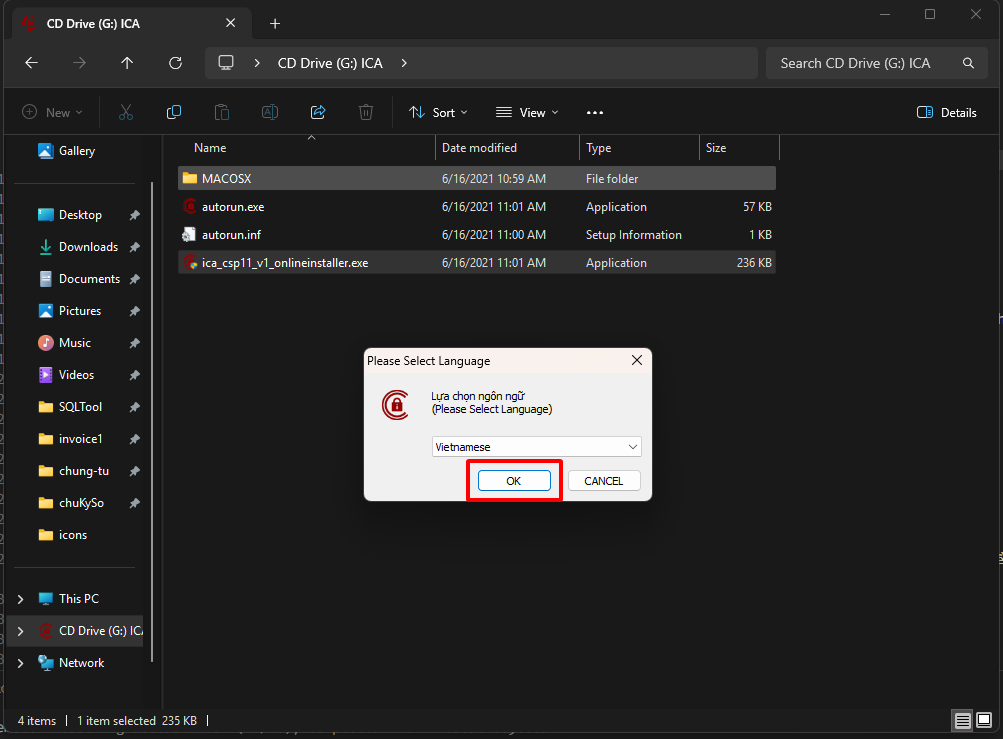 CD Drive (G:) ICA
CD Drive (G:) ICA
Search CD Drive (G:) ICA
New
Sort
View
Details
Gallery
Desktop
Downloads
Documents
Pictures
Music
Videos
SQLTool
invoice1
chung-tu
chuKySo
icons
This PC
CD Drive (G:) ICA
Network
Name Date modified Type Size
MACOSX 6/16/2021 10:59 AM File folder
autorun.exe 6/16/2021 11:01 AM Application 57 KB
autorun.inf 6/16/2021 11:00 AM Setup Information 1 KB
ica_csp11_v1_onlineinstaller.exe 6/16/2021 11:01 AM Application 236 KB
Please Select Language
Lựa chọn ngôn ngữ
(Please Select Language)
Vietnamese
OK CANCEL
4 items 1 item selected 235 KB